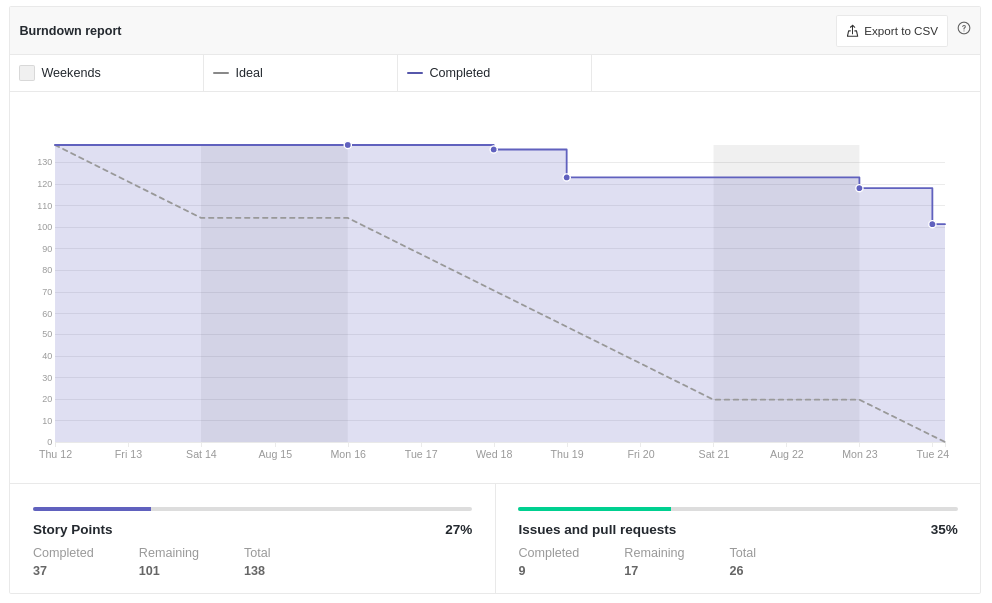 Burndown report
Export to CSV
Weekends
Ideal
Completed
130
120
110
100
90
80
70
60
50
40
30
20
10
0
Thu 12 Fri 13 Sat 14 Aug 15 Mon 16 Tue 17 Wed 18 Thu 19 Fri 20 Sat 21 Aug 22 Mon 23 Tue 24
Story Points 27%
Completed Remaining Total
37 101 138
Issues and pull requests 35%
Completed Remaining Total
9 17 26